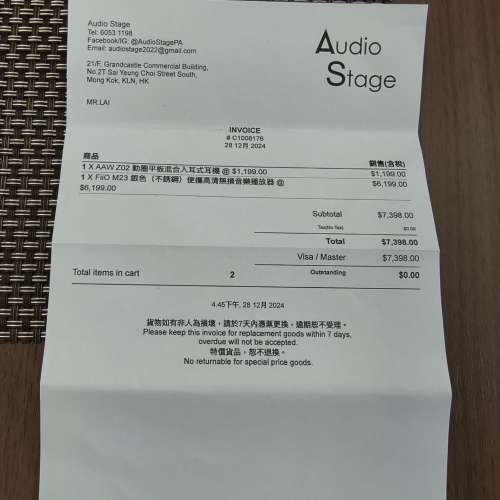 Audio Stage
Tel: 6053 1198
Facebook/IG: @AudioStagePA
Email: audiostage2022@gmail.com
21/F, Grandcastle Commercial Building,
No.2T Sai Yeung Choi Street South,
Mong Kok, KLN, HK
MR.LAI
Audio
Stage
INVOICE
# C1008176
28 12月 2024
商品 銷售(含稅)
1 X AAW Z02 動圈平板混合入耳式耳機 @ $1,199.00 $1,199.00
1 X FiiO M23 銀色（不銹鋼）便攜高清無損音樂播放器 @ $6,199.00
$6,199.00
Subtotal $7,398.00
Tax(No Tax) $0.00
Total $7,398.00
Visa / Master $7,398.00
Total items in cart 2 Outstanding $0.00
4:45下午, 28 12月 2024
貨物如有非人為損壞，請於7天內憑票更換。逾期恕不受理。
Please keep this invoice for replacement goods within 7 days,
overdue will not be accepted.
特價貨品，恕不退換。
No returnable for special price goods.